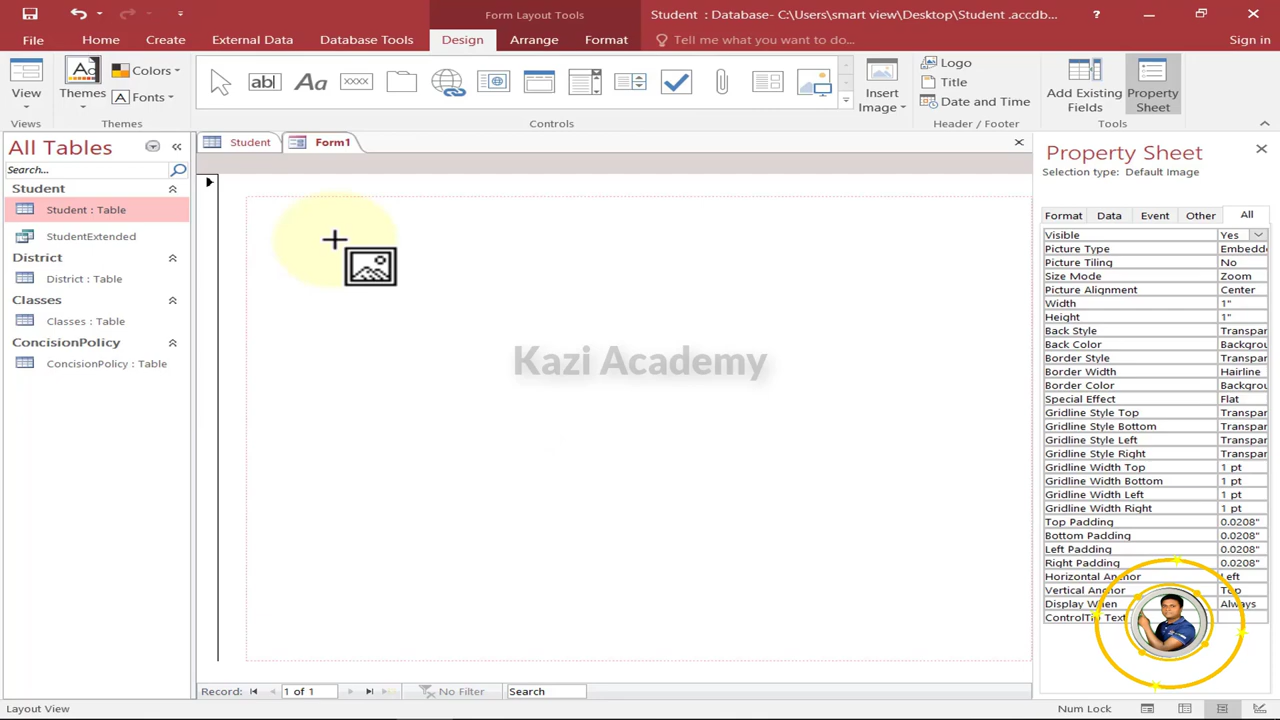 Form Layout Tools
Student : Database- C:\Users\smart view\Desktop\Student .accdb...
?
File
Home
Create
External Data
Database Tools
Design
Arrange
Format
Tell me what you want to do...
Sign in
View
Views
Aa
Themes
Colors
Fonts
Themes
ab|
Aa
xxxx
Controls
Insert
Image
Logo
Title
Date and Time
Header / Footer
Add Existing
Fields
Property
Sheet
Tools
All Tables
Search...
Student
Student : Table
StudentExtended
District
District : Table
Classes
Classes : Table
ConcisionPolicy
ConcisionPolicy : Table
Student
Form1
Kazi Academy
Record:
1 of 1
No Filter
Search
Property Sheet
Selection type: Default Image
Format
Data
Event
Other
All
Visible Yes
Picture Type Embedde
Picture Tiling No
Size Mode Zoom
Picture Alignment Center
Width 1"
Height 1"
Back Style Transpar
Back Color Backgrou
Border Style Transpar
Border Width Hairline
Border Color Backgrou
Special Effect Flat
Gridline Style Top Transpar
Gridline Style Bottom Transpar
Gridline Style Left Transpar
Gridline Style Right Transpar
Gridline Width Top 1 pt
Gridline Width Bottom 1 pt
Gridline Width Left 1 pt
Gridline Width Right 1 pt
Top Padding 0.0208"
Bottom Padding 0.0208"
Left Padding 0.0208"
Right Padding 0.0208"
Horizontal Anchor Left
Vertical Anchor Top
Display When Always
ControlTip Text
Layout View
Num Lock